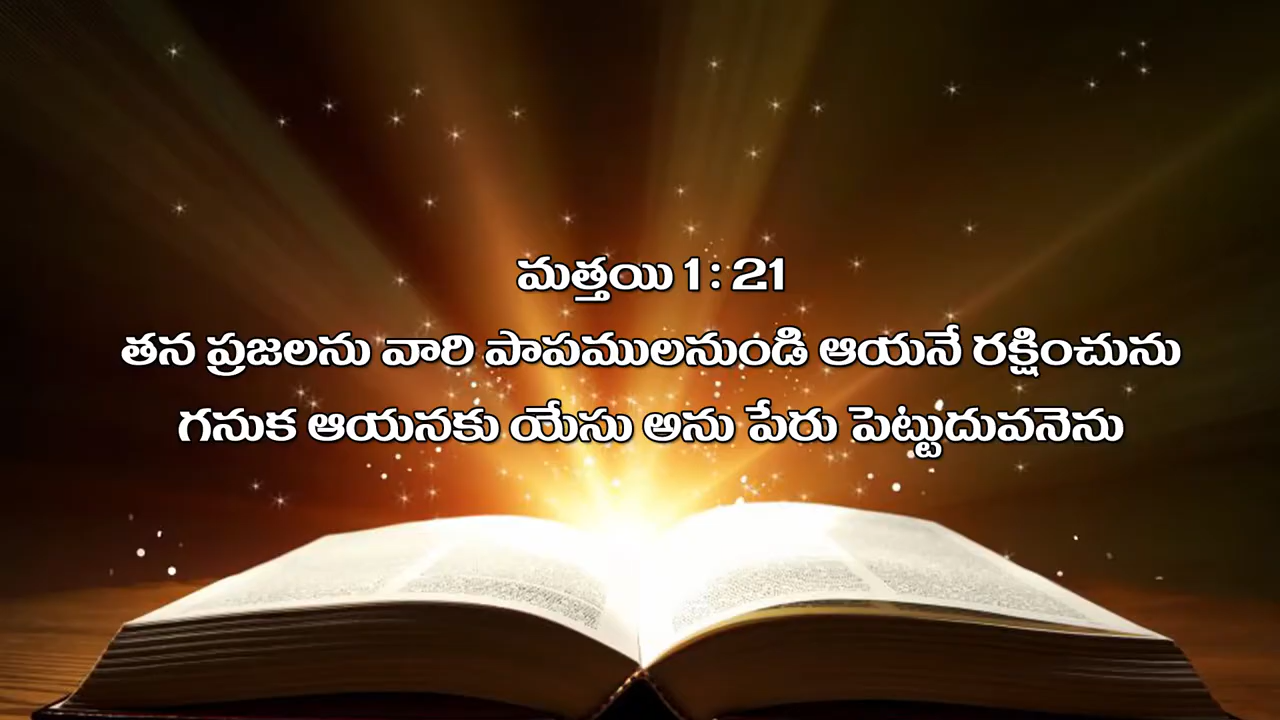 మత్తయి 1 : 21
తన ప్రజలను వారి పాపములనుండి ఆయనే రక్షించును
గనుక ఆయనకు యేసు అను పేరు పెట్టుదువనెను